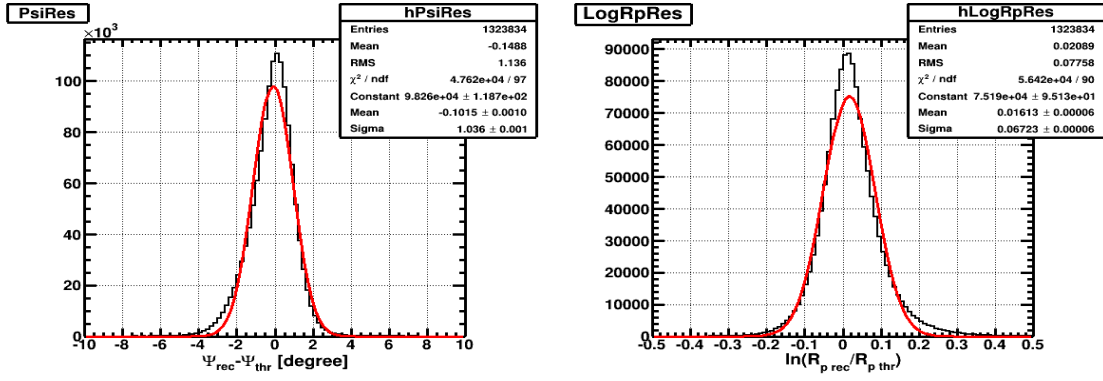 PsiRes
×10³
hPsiRes
Entries 1323834
Mean -0.1488
RMS 1.136
χ² / ndf 4.762e+04 / 97
Constant 9.826e+04 ± 1.187e+02
Mean -0.1015 ± 0.0010
Sigma 1.036 ± 0.001
100
80
60
40
20
0
-10 -8 -6 -4 -2 0 2 4 6 8 10
Ψrec-Ψthr [degree]
LogRpRes
hLogRpRes
Entries 1323834
Mean 0.02089
RMS 0.07758
χ² / ndf 5.642e+04 / 90
Constant 7.519e+04 ± 9.513e+01
Mean 0.01613 ± 0.00006
Sigma 0.06723 ± 0.00006
90000
80000
70000
60000
50000
40000
30000
20000
10000
0
-0.5 -0.4 -0.3 -0.2 -0.1 0 0.1 0.2 0.3 0.4 0.5
ln(Rp rec/Rp thr)